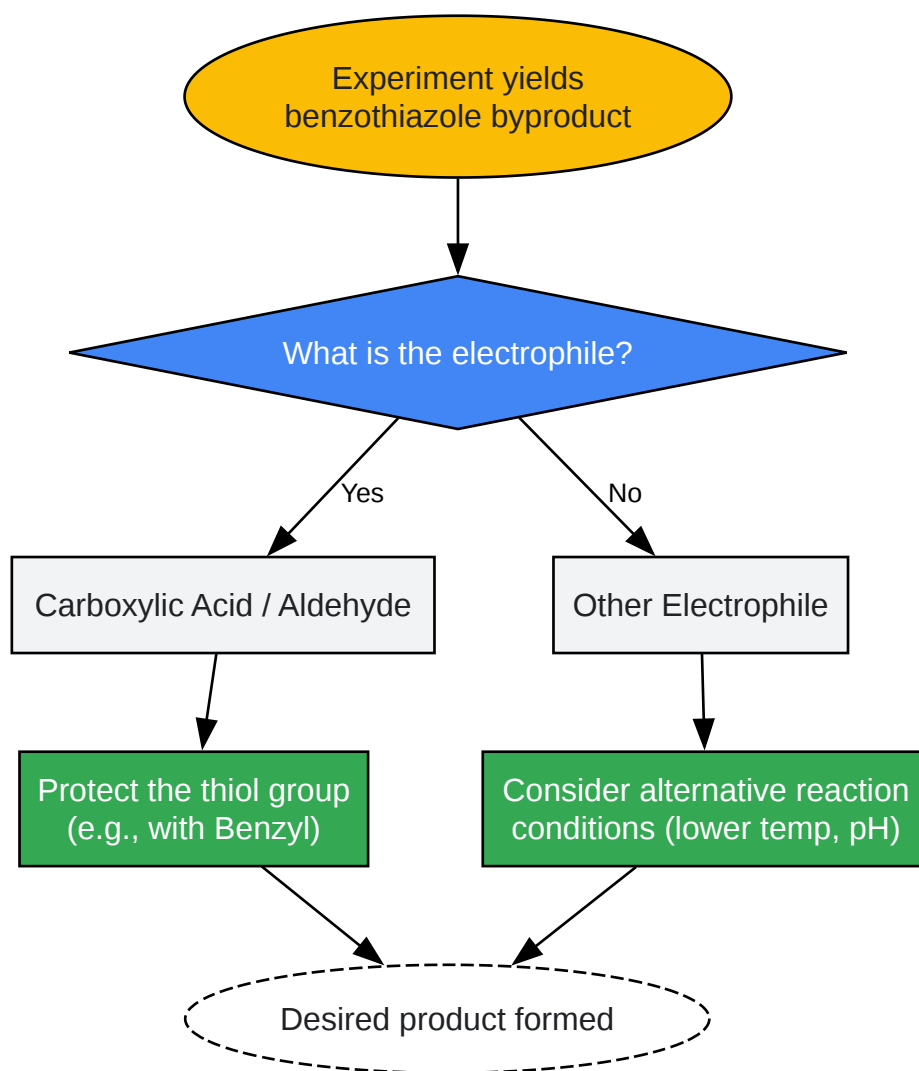 Experiment yields
benzothiazole byproduct
What is the electrophile?
Yes
No
Carboxylic Acid / Aldehyde
Other Electrophile
Protect the thiol group
(e.g., with Benzyl)
Consider alternative reaction
conditions (lower temp, pH)
Desired product formed